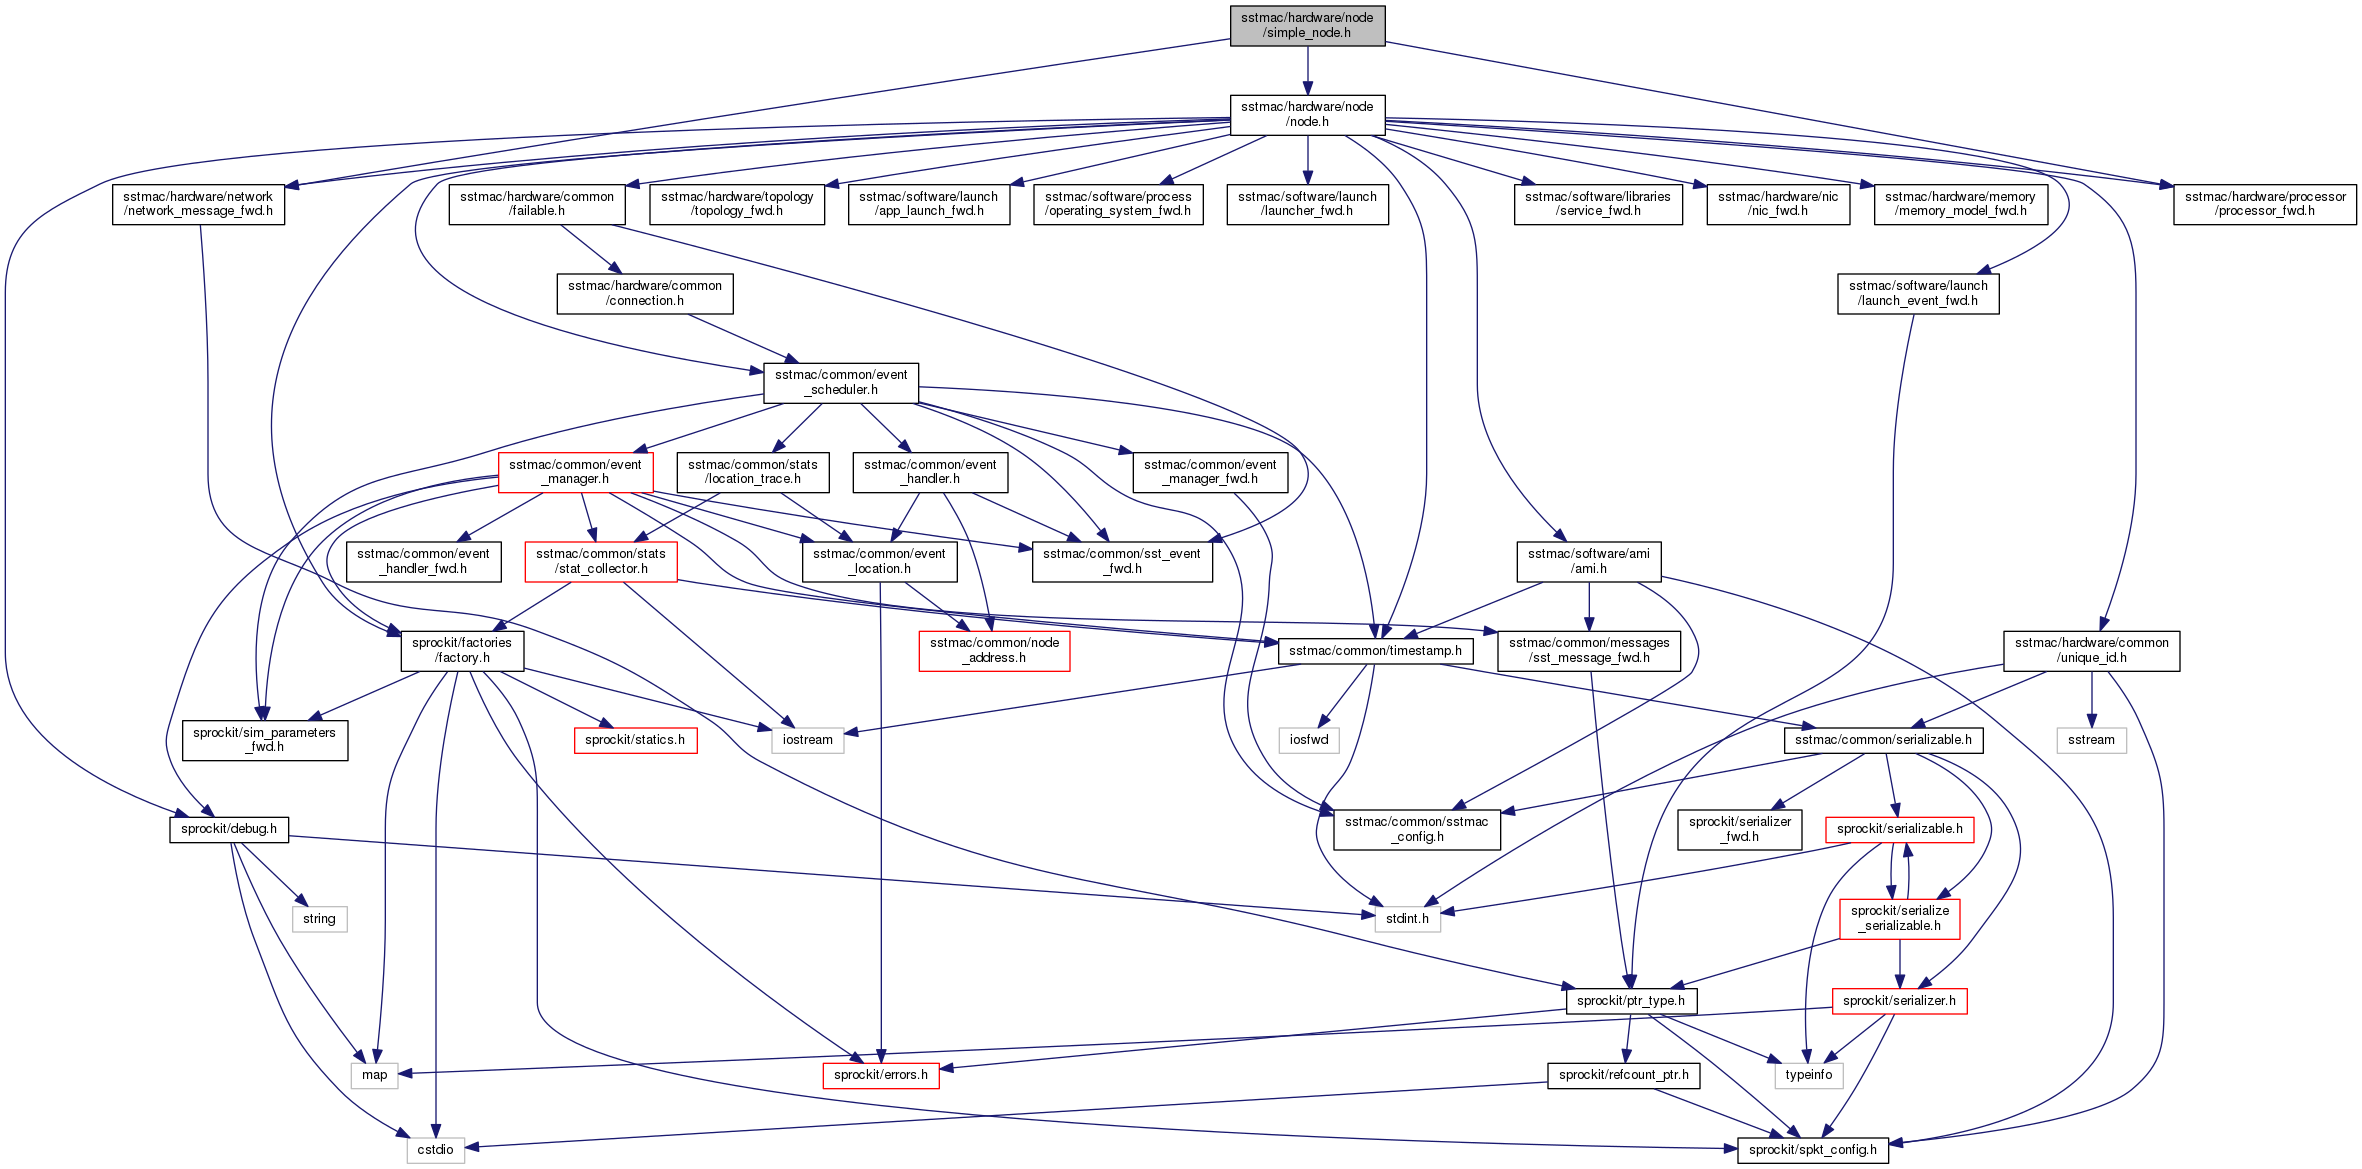 sstmac/hardware/node
/simple_node.h
sstmac/hardware/node
/node.h
sstmac/hardware/network
/network_message_fwd.h
sstmac/hardware/common
/failable.h
sstmac/hardware/topology
/topology_fwd.h
sstmac/software/launch
/app_launch_fwd.h
sstmac/software/process
/operating_system_fwd.h
sstmac/software/launch
/launcher_fwd.h
sstmac/software/libraries
/service_fwd.h
sstmac/hardware/nic
/nic_fwd.h
sstmac/hardware/memory
/memory_model_fwd.h
sstmac/hardware/processor
/processor_fwd.h
sstmac/hardware/common
/connection.h
sstmac/software/launch
/launch_event_fwd.h
sstmac/common/event
_scheduler.h
sstmac/common/event
_manager.h
sstmac/common/stats
/location_trace.h
sstmac/common/event
_handler.h
sstmac/common/event
_manager_fwd.h
sstmac/common/event
_handler_fwd.h
sstmac/common/stats
/stat_collector.h
sstmac/common/event
_location.h
sstmac/common/sst_event
_fwd.h
sstmac/software/ami
/ami.h
sprockit/factories
/factory.h
sstmac/common/node
_address.h
sstmac/common/timestamp.h
sstmac/common/messages
/sst_message_fwd.h
sstmac/hardware/common
/unique_id.h
sprockit/sim_parameters
_fwd.h
sprockit/statics.h
iostream
iosfwd
sstmac/common/serializable.h
sstream
sprockit/debug.h
sstmac/common/sstmac
_config.h
sprockit/serializer
_fwd.h
sprockit/serializable.h
string
stdint.h
sprockit/serialize
_serializable.h
sprockit/ptr_type.h
sprockit/serializer.h
map
sprockit/errors.h
sprockit/refcount_ptr.h
typeinfo
cstdio
sprockit/spkt_config.h